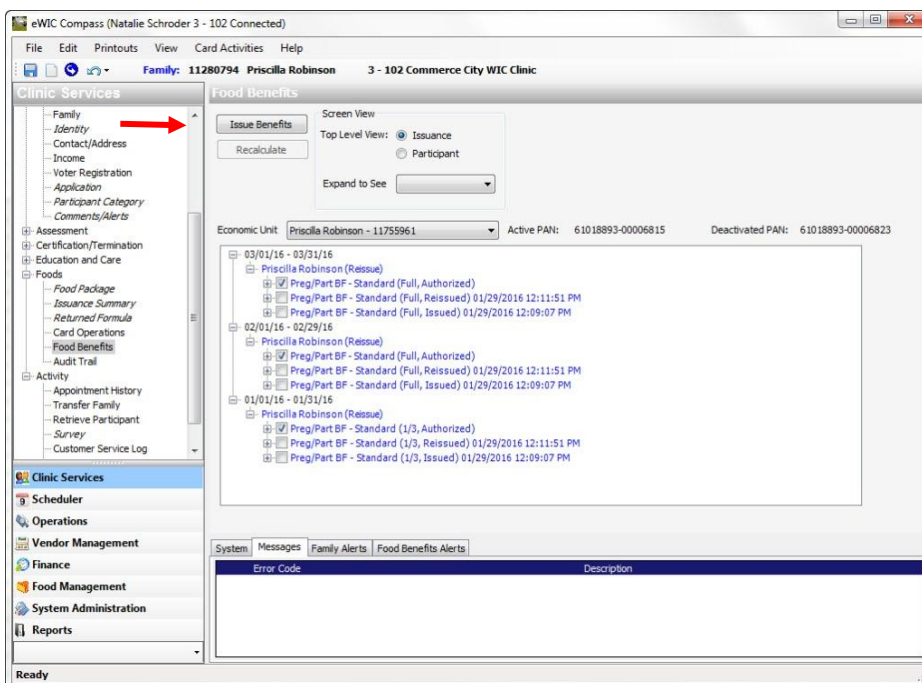 eWIC Compass (Natalie Schroder 3 - 102 Connected)
File Edit Printouts View Card Activities Help
Family: 11280794 Priscilla Robinson 3 - 102 Commerce City WIC Clinic
Clinic Services
Family
Identity
Contact/Address
Income
Voter Registration
Application
Participant Category
Comments/Alerts
Assessment
Certification/Termination
Education and Care
Foods
Food Package
Issuance Summary
Returned Formula
Card Operations
Food Benefits
Audit Trail
Activity
Appointment History
Transfer Family
Retrieve Participant
Survey
Customer Service Log
Clinic Services
9 Scheduler
Operations
Vendor Management
Finance
Food Management
System Administration
Reports
Food Benefits
Issue Benefits
Recalculate
Screen View
Top Level View: Issuance
Participant
Expand to See
Economic Unit Priscilla Robinson - 11755961 Active PAN: 61018893-00006815 Deactivated PAN: 61018893-00006823
03/01/16 - 03/31/16
Priscilla Robinson (Reissue)
Preg/Part BF - Standard (Full, Authorized)
Preg/Part BF - Standard (Full, Reissued) 01/29/2016 12:11:51 PM
Preg/Part BF - Standard (Full, Issued) 01/29/2016 12:09:07 PM
02/01/16 - 02/29/16
Priscilla Robinson (Reissue)
Preg/Part BF - Standard (Full, Authorized)
Preg/Part BF - Standard (Full, Reissued) 01/29/2016 12:11:51 PM
Preg/Part BF - Standard (Full, Issued) 01/29/2016 12:09:07 PM
01/01/16 - 01/31/16
Priscilla Robinson (Reissue)
Preg/Part BF - Standard (1/3, Authorized)
Preg/Part BF - Standard (1/3, Reissued) 01/29/2016 12:11:51 PM
Preg/Part BF - Standard (1/3, Issued) 01/29/2016 12:09:07 PM
System Messages Family Alerts Food Benefits Alerts
Error Code Description
Ready